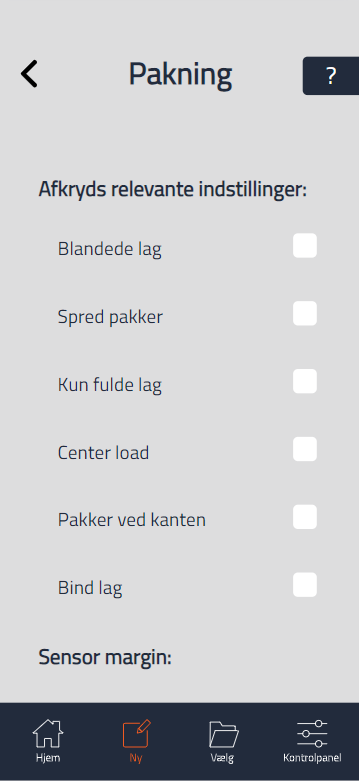 Pakning
?
Afkryds relevante indstillinger:
Blandede lag
Spred pakker
Kun fulde lag
Center load
Pakker ved kanten
Bind lag
Sensor margin:
Hjem
Ny
Vælg
Kontrolpanel